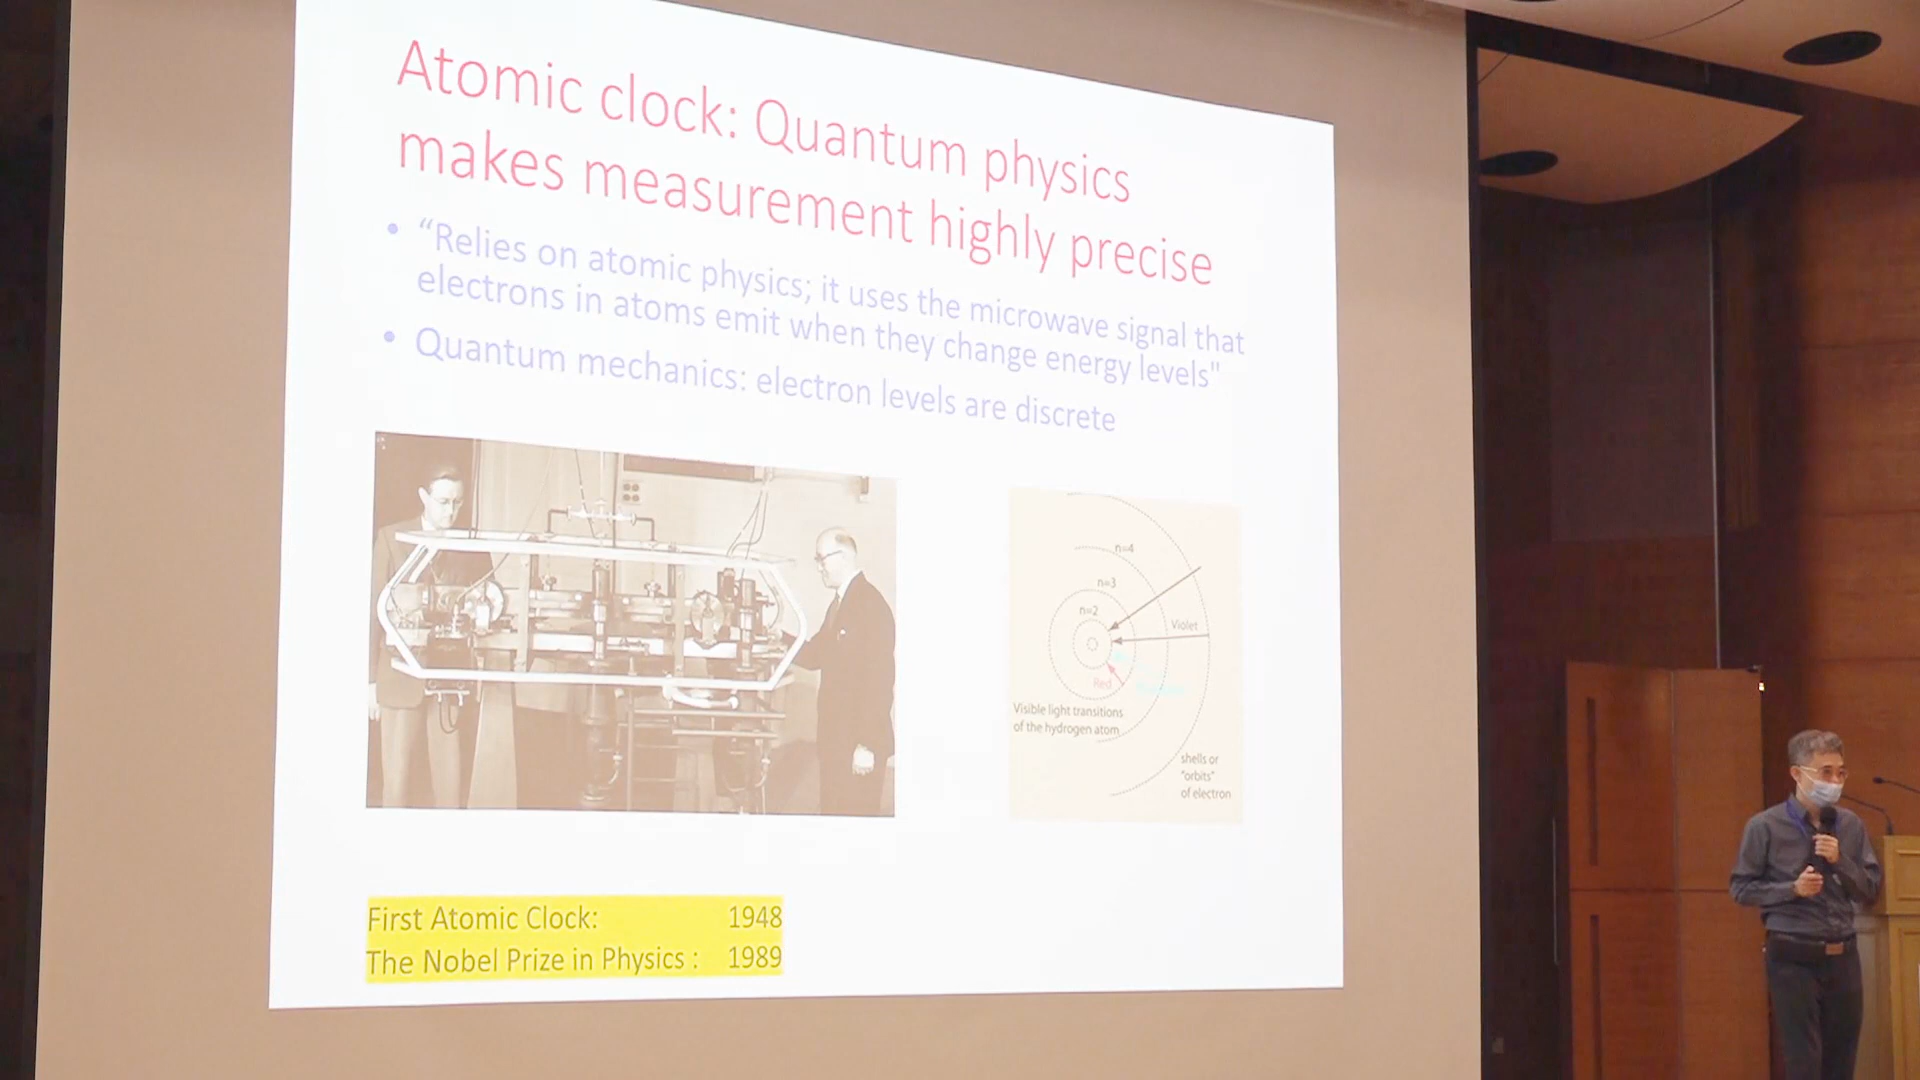 Atomic clock: Quantum physics
makes measurement highly precise
• “Relies on atomic physics; it uses the microwave signal that
electrons in atoms emit when they change energy levels"
• Quantum mechanics: electron levels are discrete
n=4
n=3
n=2
Violet
Red
Visible light transitions
of the hydrogen atom
shells or
"orbits"
of electron
First Atomic Clock: 1948
The Nobel Prize in Physics : 1989